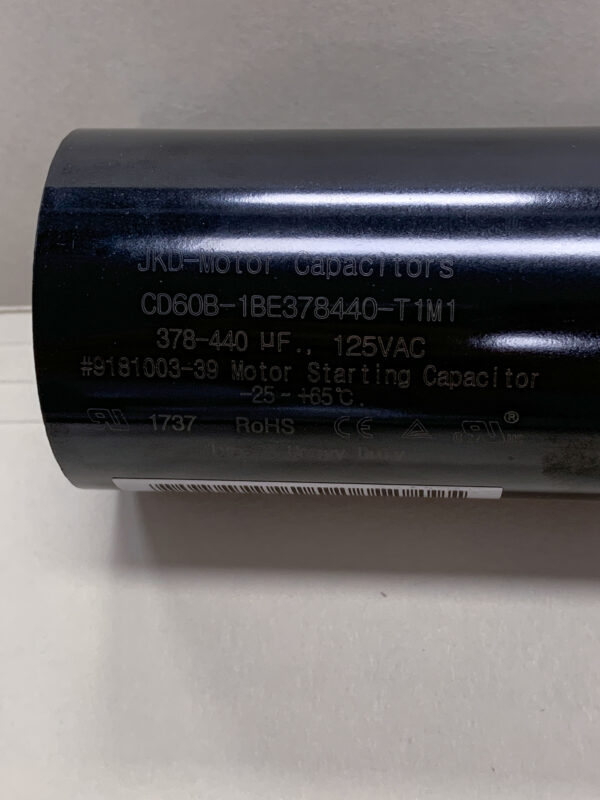 JKD-Motor Capacitors
CD60B-1BE378440-T1M1
378-440 μF., 125VAC
#9181003-39 Motor Starting Capacitor
-25 - +65℃.
1737 RoHS CE